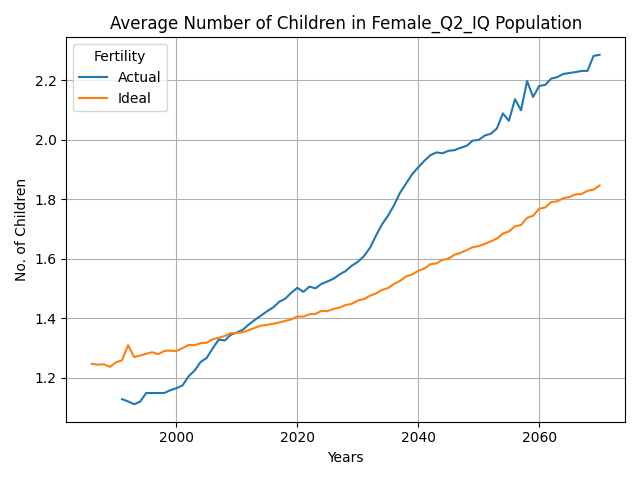 Average Number of Children in Female_Q2_IQ Population
Fertility
Actual
Ideal
No. of Children
2.2
2.0
1.8
1.6
1.4
1.2
2000
2020
2040
2060
Years